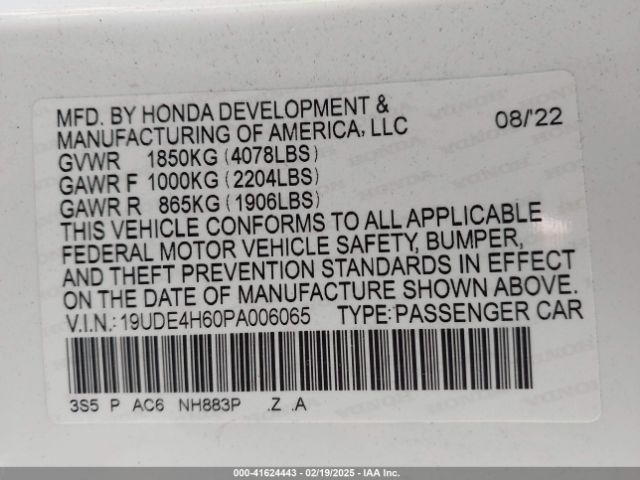 MFD. BY HONDA DEVELOPMENT &
MANUFACTURING OF AMERICA, LLC 08/'22
GVWR 1850KG (4078LBS)
GAWR F 1000KG (2204LBS)
GAWR R 865KG (1906LBS)
THIS VEHICLE CONFORMS TO ALL APPLICABLE
FEDERAL MOTOR VEHICLE SAFETY, BUMPER,
AND THEFT PREVENTION STANDARDS IN EFFECT
ON THE DATE OF MANUFACTURE SHOWN ABOVE.
V.I.N.: 19UDE4H60PA006065 TYPE: PASSENGER CAR
3S5 P AC6 NH883P .Z .A
000-41624443 - 02/19/2025 - IAA Holdings, LLC.